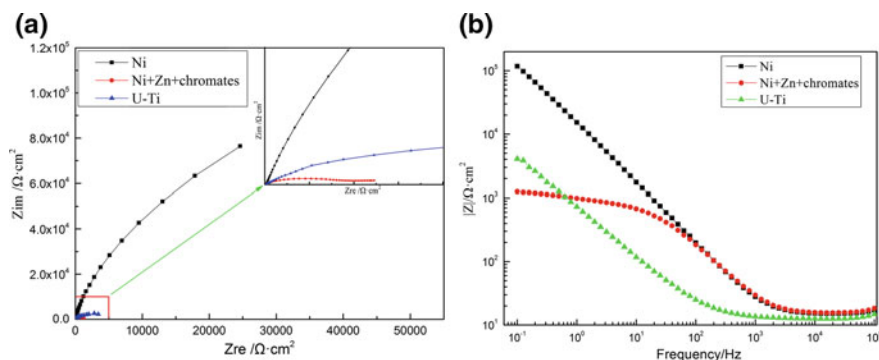 (a)
1.2x10⁵
1.0x10⁵
8.0x10⁴
6.0x10⁴
4.0x10⁴
2.0x10⁴
0.0
Zim /Ω·cm²
Ni
Ni+Zn+chromates
U-Ti
Zim /Ω·cm²
Zre /Ω·cm²
0 10000 20000 30000 40000 50000
Zre /Ω·cm²
(b)
10⁵
10⁴
10³
10²
10¹
|Z|/Ω·cm²
Ni
Ni+Zn+chromates
U-Ti
10⁻¹ 10⁰ 10¹ 10² 10³ 10⁴ 10⁵
Frequency/Hz